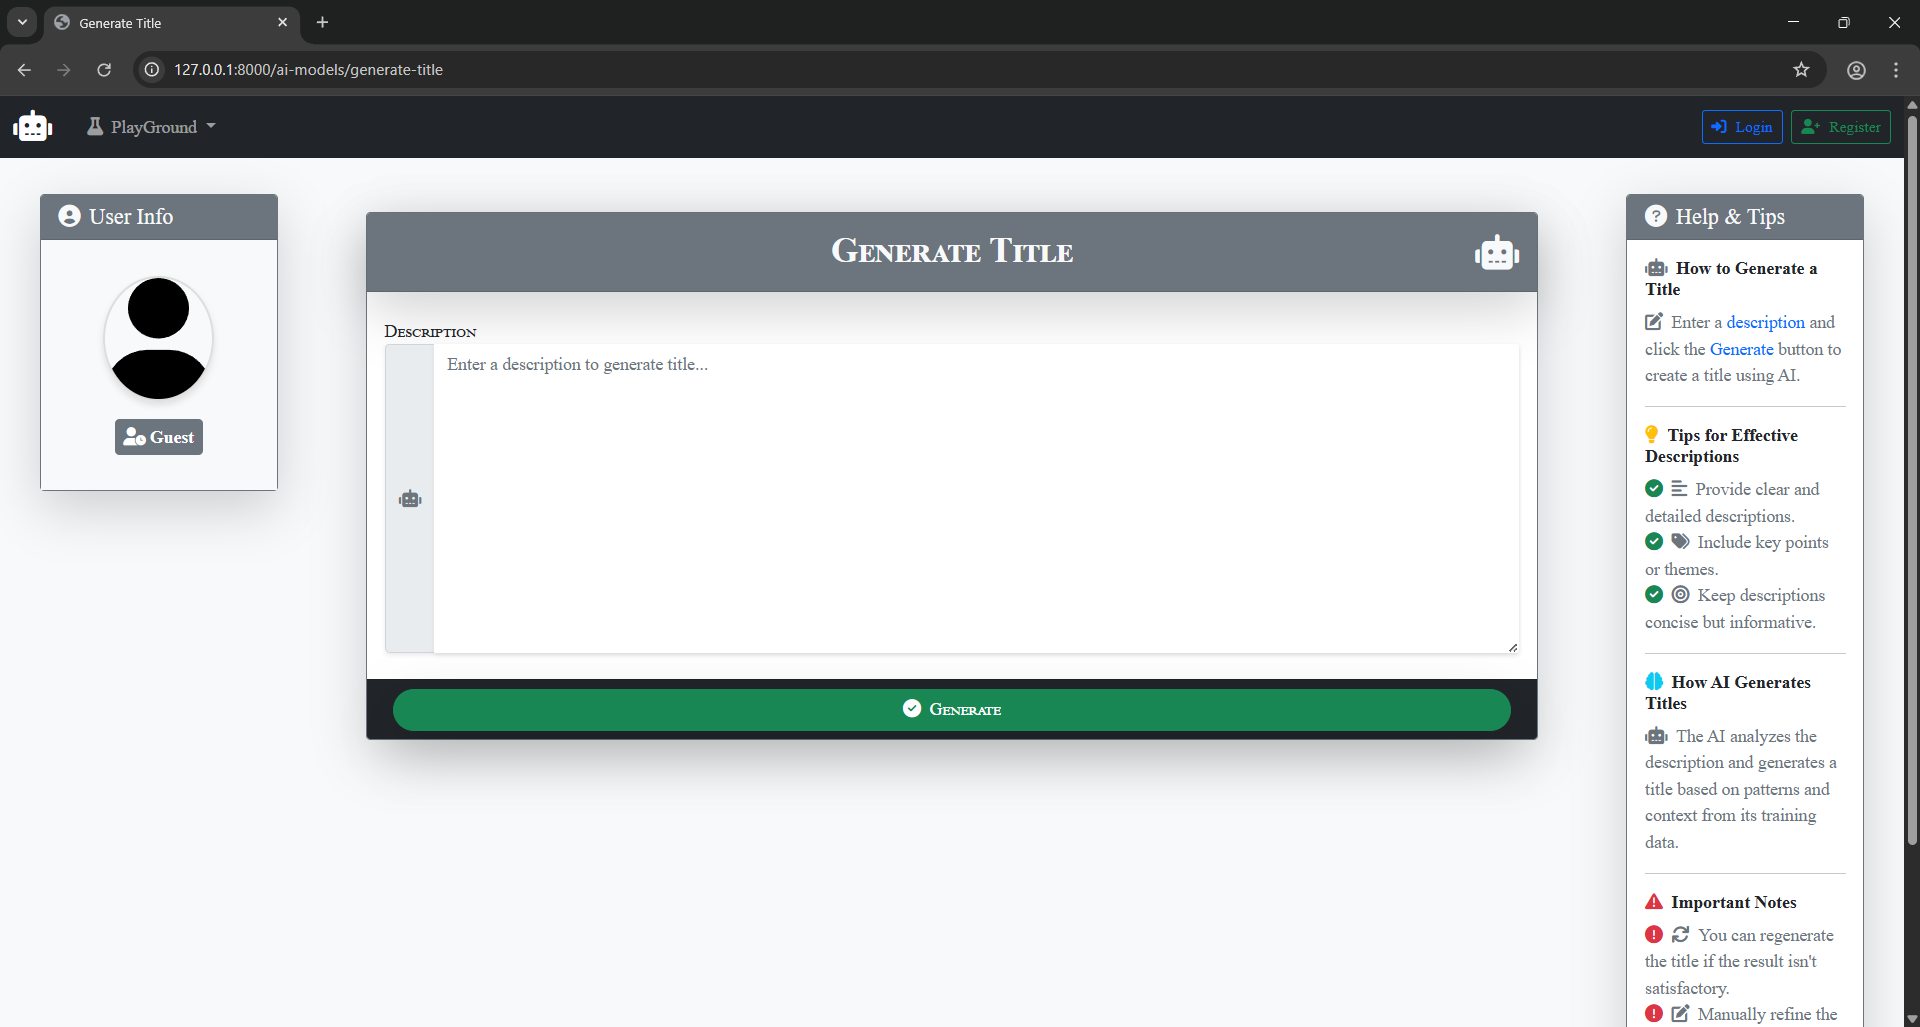 Generate Title
127.0.0.1:8000/ai-models/generate-title
PlayGround
Login
Register
User Info
Guest
Generate Title
Description
Enter a description to generate title...
Generate
Help & Tips
How to Generate a
Title
Enter a description and
click the Generate button to
create a title using AI.
Tips for Effective
Descriptions
Provide clear and
detailed descriptions.
Include key points
or themes.
Keep descriptions
concise but informative.
How AI Generates
Titles
The AI analyzes the
description and generates a
title based on patterns and
context from its training
data.
Important Notes
You can regenerate
the title if the result isn't
satisfactory.
Manually refine the